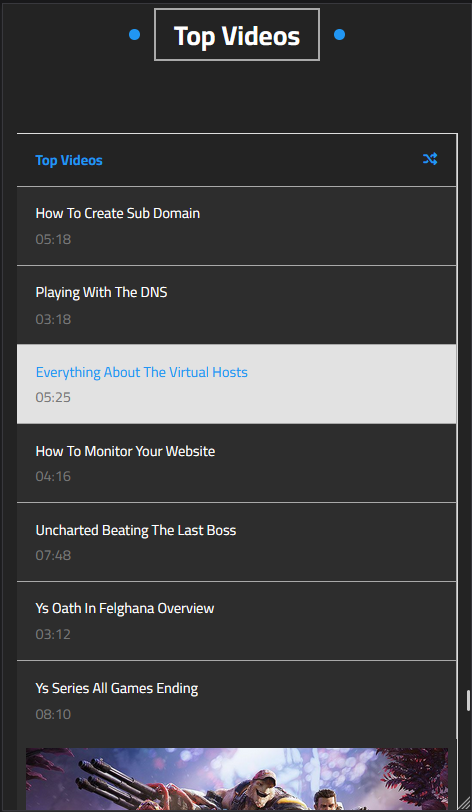 Top Videos
Top Videos
How To Create Sub Domain
05:18
Playing With The DNS
03:18
Everything About The Virtual Hosts
05:25
How To Monitor Your Website
04:16
Uncharted Beating The Last Boss
07:48
Ys Oath In Felghana Overview
03:12
Ys Series All Games Ending
08:10